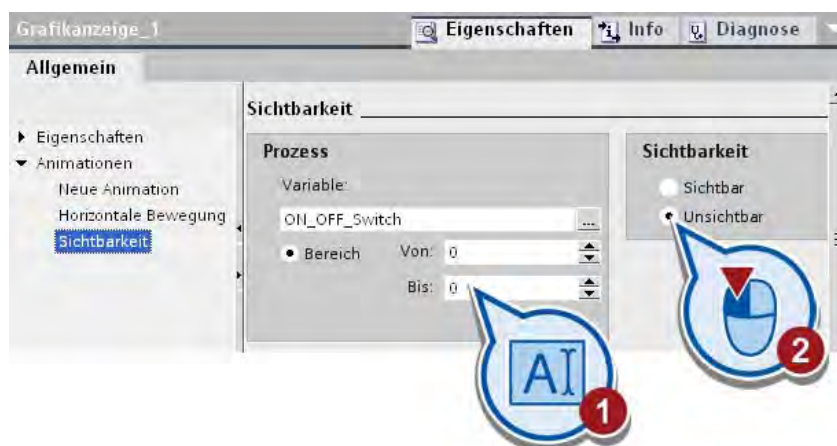 Grafikanzeige_1
Eigenschaften
Info
Diagnose
Allgemein
Eigenschaften
Animationen
Neue Animation
Horizontale Bewegung
Sichtbarkeit
Sichtbarkeit
Prozess
Variable:
ON_OFF_Switch
...
Bereich Von: 0
Bis: 0
Sichtbarkeit
Sichtbar
Unsichtbar
A
1
2